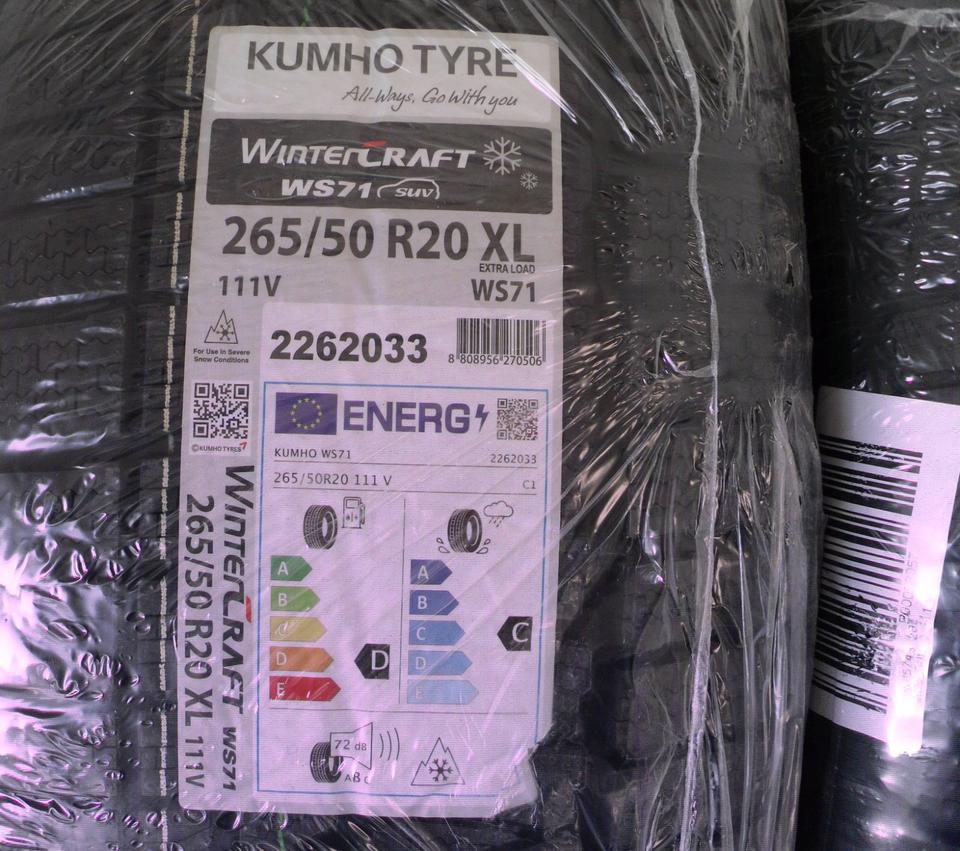 KUMHO TYRE
All-Ways, Go With you
WINTERCRAFT
WS71 SUV
265/50 R20 XL
EXTRA LOAD
111V
WS71
For Use in Severe
Snow Conditions
2262033
8 808956 270506
©KUMHO TYRES
ENERG
KUMHO WS71
2262033
265/50R20 111 V
C1
A
B
C
D
E
D
A
B
C
D
E
C
72 dB
ABC
WINTERCRAFT WS71
265/50 R20 XL 111V